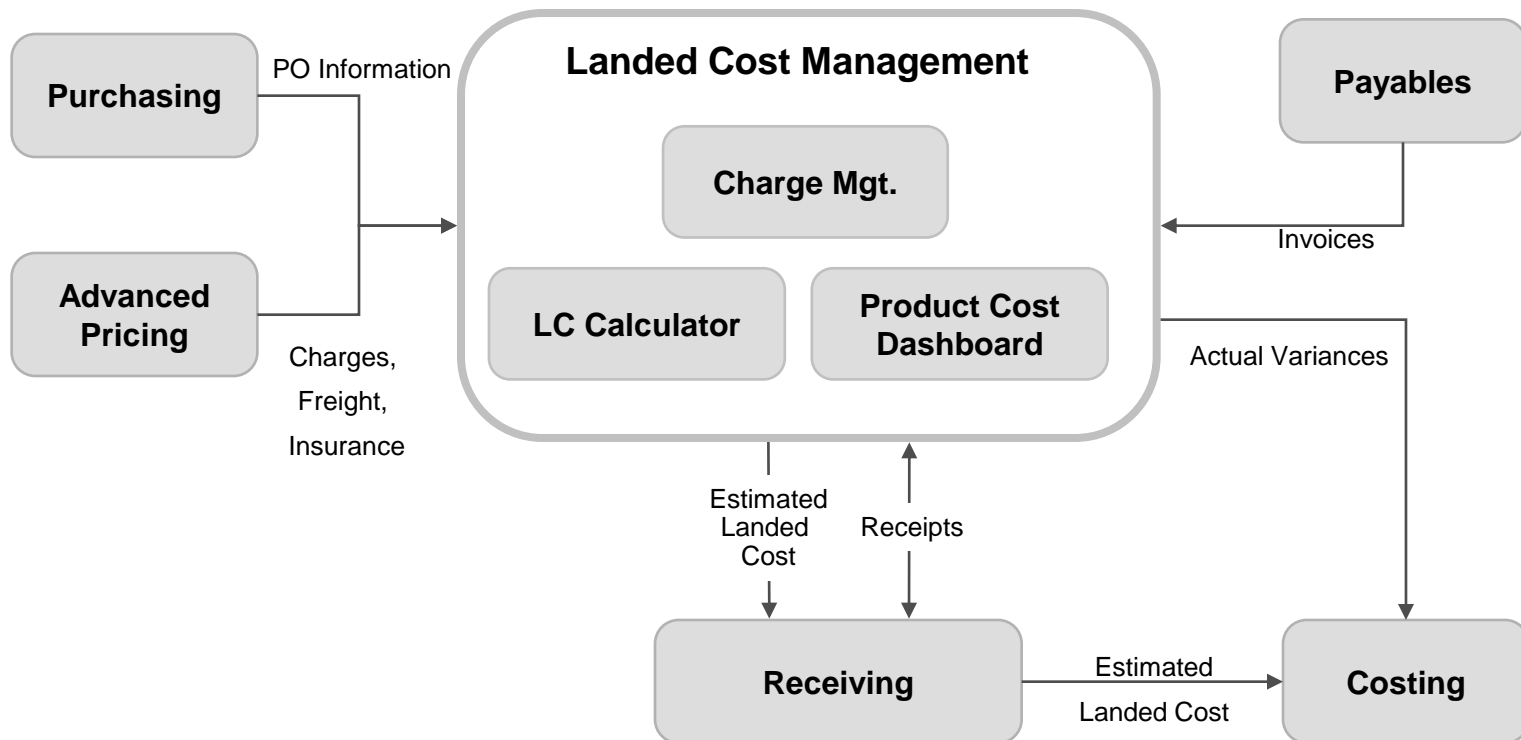 Landed Cost Management
Purchasing
PO Information
Payables
Charge Mgt.
Invoices
Advanced
Pricing
LC Calculator
Product Cost
Dashboard
Charges,
Freight,
Insurance
Actual Variances
Estimated
Landed
Cost
Receipts
Receiving
Estimated
Landed Cost
Costing